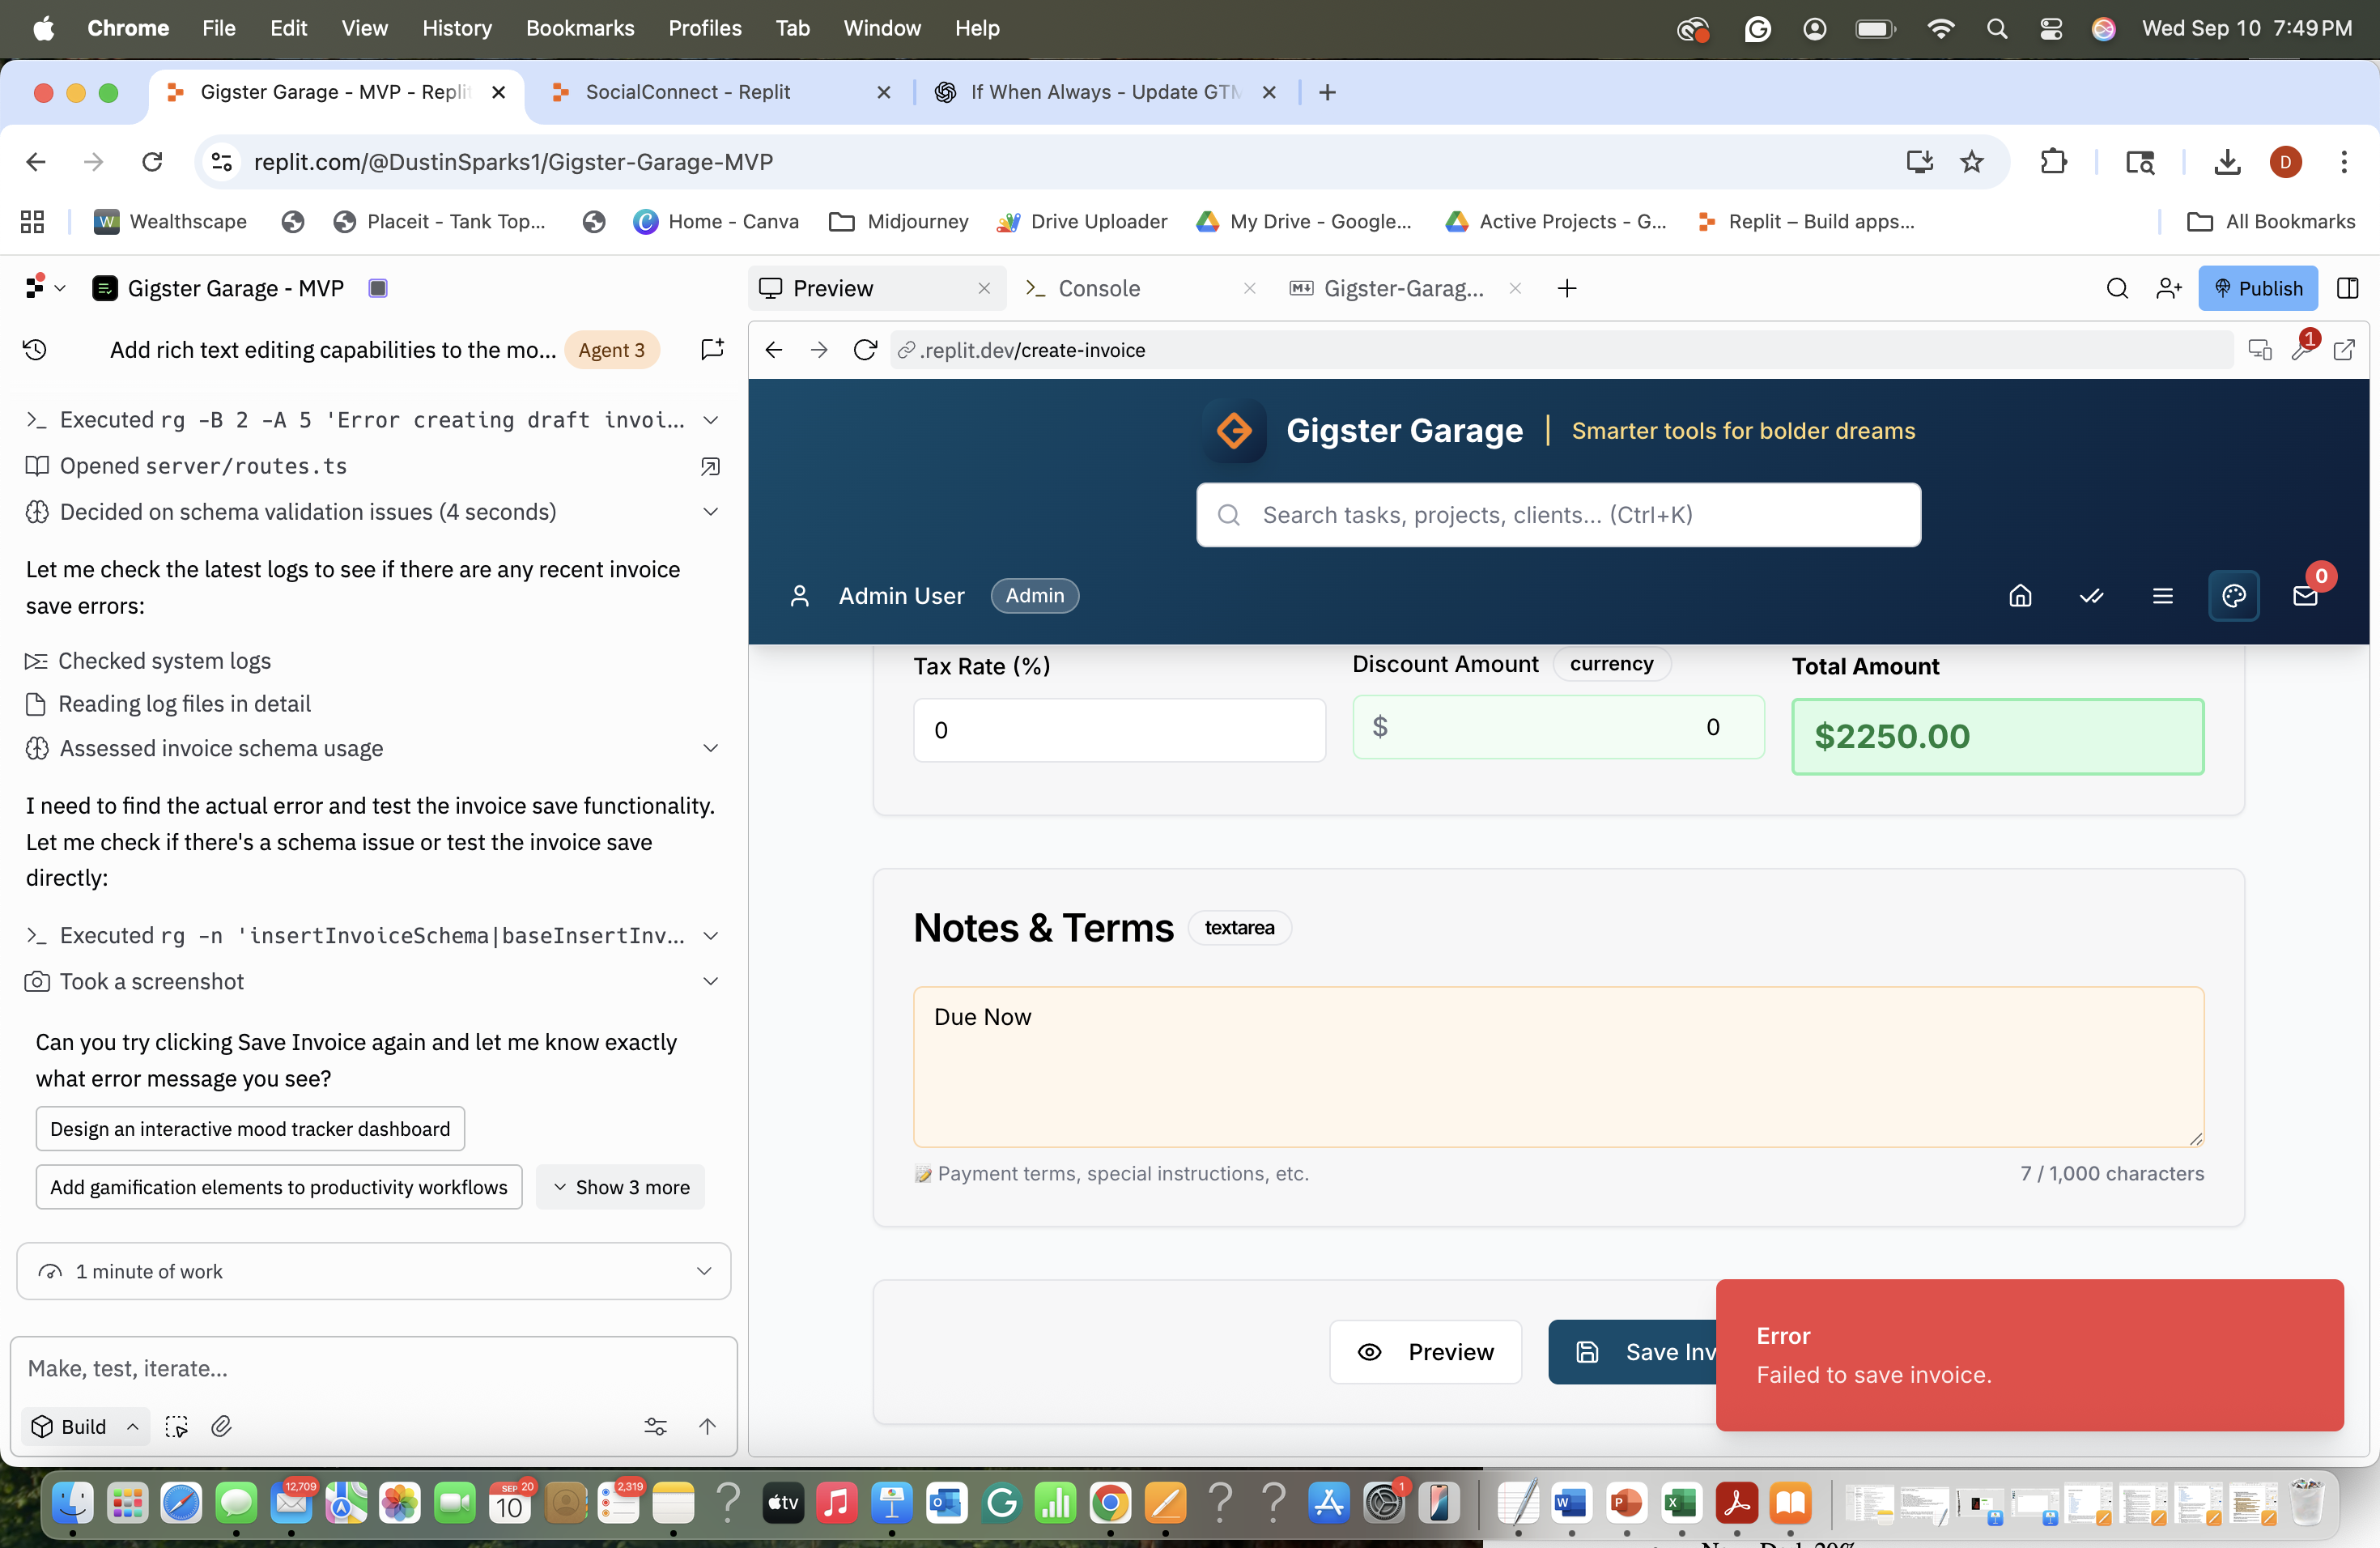 Chrome File Edit View History Bookmarks Profiles Tab Window Help
Wed Sep 10 7:49 PM
Gigster Garage - MVP - Replit
SocialConnect - Replit
If When Always - Update GTM
replit.com/@DustinSparks1/Gigster-Garage-MVP
D
Wealthscape
Placeit - Tank Top...
Home - Canva
Midjourney
Drive Uploader
My Drive - Google...
Active Projects - G...
Replit – Build apps...
All Bookmarks
Gigster Garage - MVP
Preview
Console
Gigster-Garag...
Publish
Add rich text editing capabilities to the mo...
Agent 3
.replit.dev/create-invoice
1
Executed rg -B 2 -A 5 'Error creating draft invoi...
Opened server/routes.ts
Decided on schema validation issues (4 seconds)
Let me check the latest logs to see if there are any recent invoice
save errors:
Checked system logs
Reading log files in detail
Assessed invoice schema usage
I need to find the actual error and test the invoice save functionality.
Let me check if there's a schema issue or test the invoice save
directly:
Executed rg -n 'insertInvoiceSchema|baseInsertInv...
Took a screenshot
Can you try clicking Save Invoice again and let me know exactly
what error message you see?
Design an interactive mood tracker dashboard
Add gamification elements to productivity workflows
Show 3 more
1 minute of work
Make, test, iterate...
Build
Gigster Garage | Smarter tools for bolder dreams
Search tasks, projects, clients... (Ctrl+K)
Admin User
Admin
0
Tax Rate (%)
0
Discount Amount
currency
$ 0
Total Amount
$2250.00
Notes & Terms
textarea
Due Now
📝 Payment terms, special instructions, etc.
7 / 1,000 characters
Preview
Save Inv
Error
Failed to save invoice.
12,709
SEP 20
10
2,319
tv
1